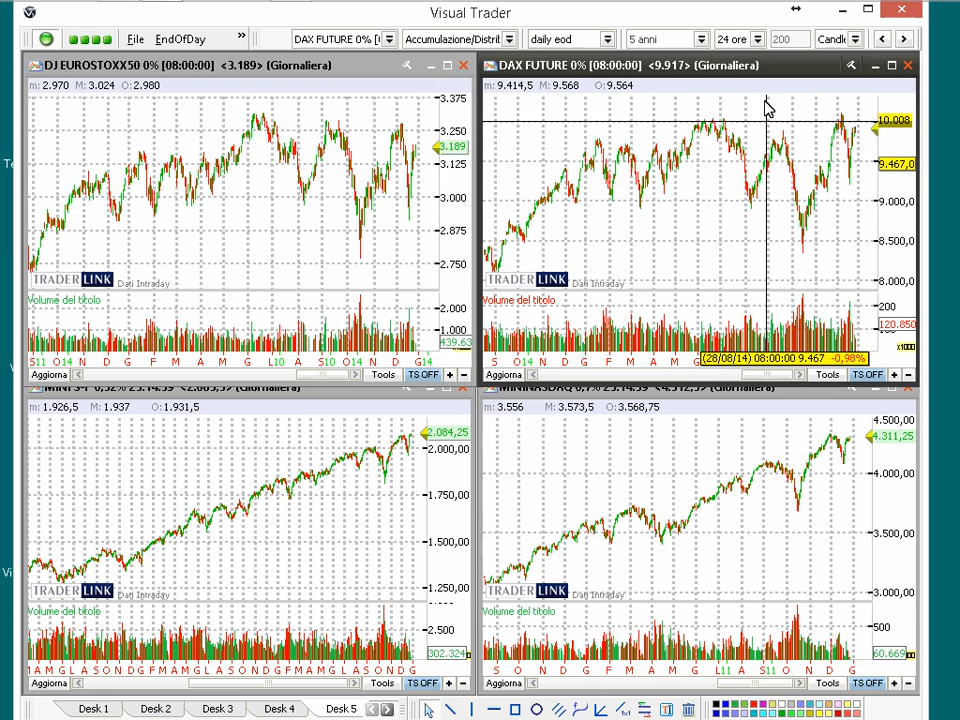 Visual Trader
File EndOfDay » DAX FUTURE 0% [ Accumulazione/Distrib daily eod 5 anni 24 ore 200 Candle
DJ EUROSTOXX50 0% [08:00:00] <3.189> (Giornaliera)
m: 2.970 M: 3.024 O: 2.980
3.375
3.250
3.189
3.125
3.000
2.875
2.750
TRADER LINK Dati Intraday
Volume del titolo
2.000
1.000
439.63
S11 O14 N D G F M A M G L10 A S10 O14 N D G14
Aggiorna Tools TS OFF + -
DAX FUTURE 0% [08:00:00] <9.917> (Giornaliera)
m: 9.414,5 M: 9.568 O: 9.564
10.008
9.467,0
9.000,0
8.500,0
8.000,0
TRADER LINK Dati Intraday
Volume del titolo
200
120.850
x1000
(28/08/14) 08:00:00 9.467 -0,98%
Aggiorna Tools TS OFF + -
m: 1.926,5 M: 1.937 O: 1.931,5
2.084,25
2.000,00
1.750,00
1.500,00
1.250,00
TRADER LINK Dati Intraday
Volume del titolo
2.500
302.324
Aggiorna Tools TS OFF + -
m: 3.556 M: 3.573,5 O: 3.568,75
4.500,00
4.311,25
4.000,00
3.500,00
3.000,00
TRADER LINK Dati Intraday
Volume del titolo
500
60.669
S O N D G F M A M G L A S O N D G
Aggiorna Tools TS OFF + -
Desk 1 Desk 2 Desk 3 Desk 4 Desk 5